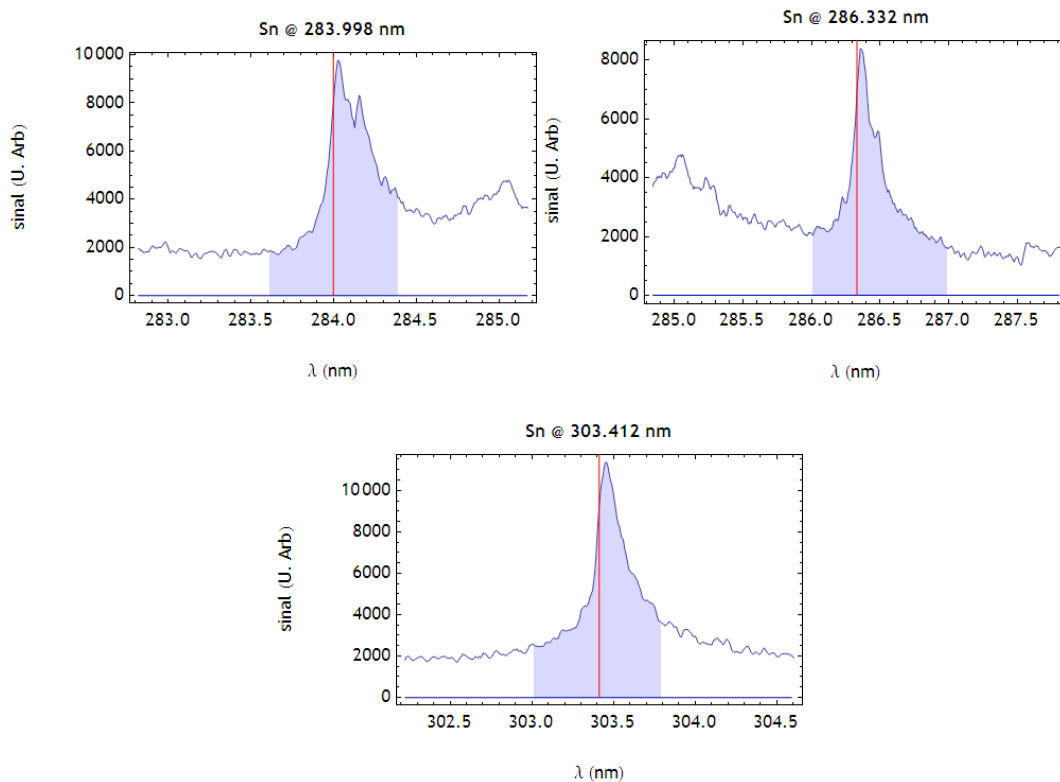 Sn @ 283.998 nm
sinal (U. Arb)
10000
8000
6000
4000
2000
0
283.0 283.5 284.0 284.5 285.0
λ (nm)
Sn @ 286.332 nm
sinal (U. Arb)
8000
6000
4000
2000
0
285.0 285.5 286.0 286.5 287.0 287.5
λ (nm)
Sn @ 303.412 nm
sinal (U. Arb)
10000
8000
6000
4000
2000
0
302.5 303.0 303.5 304.0 304.5
λ (nm)